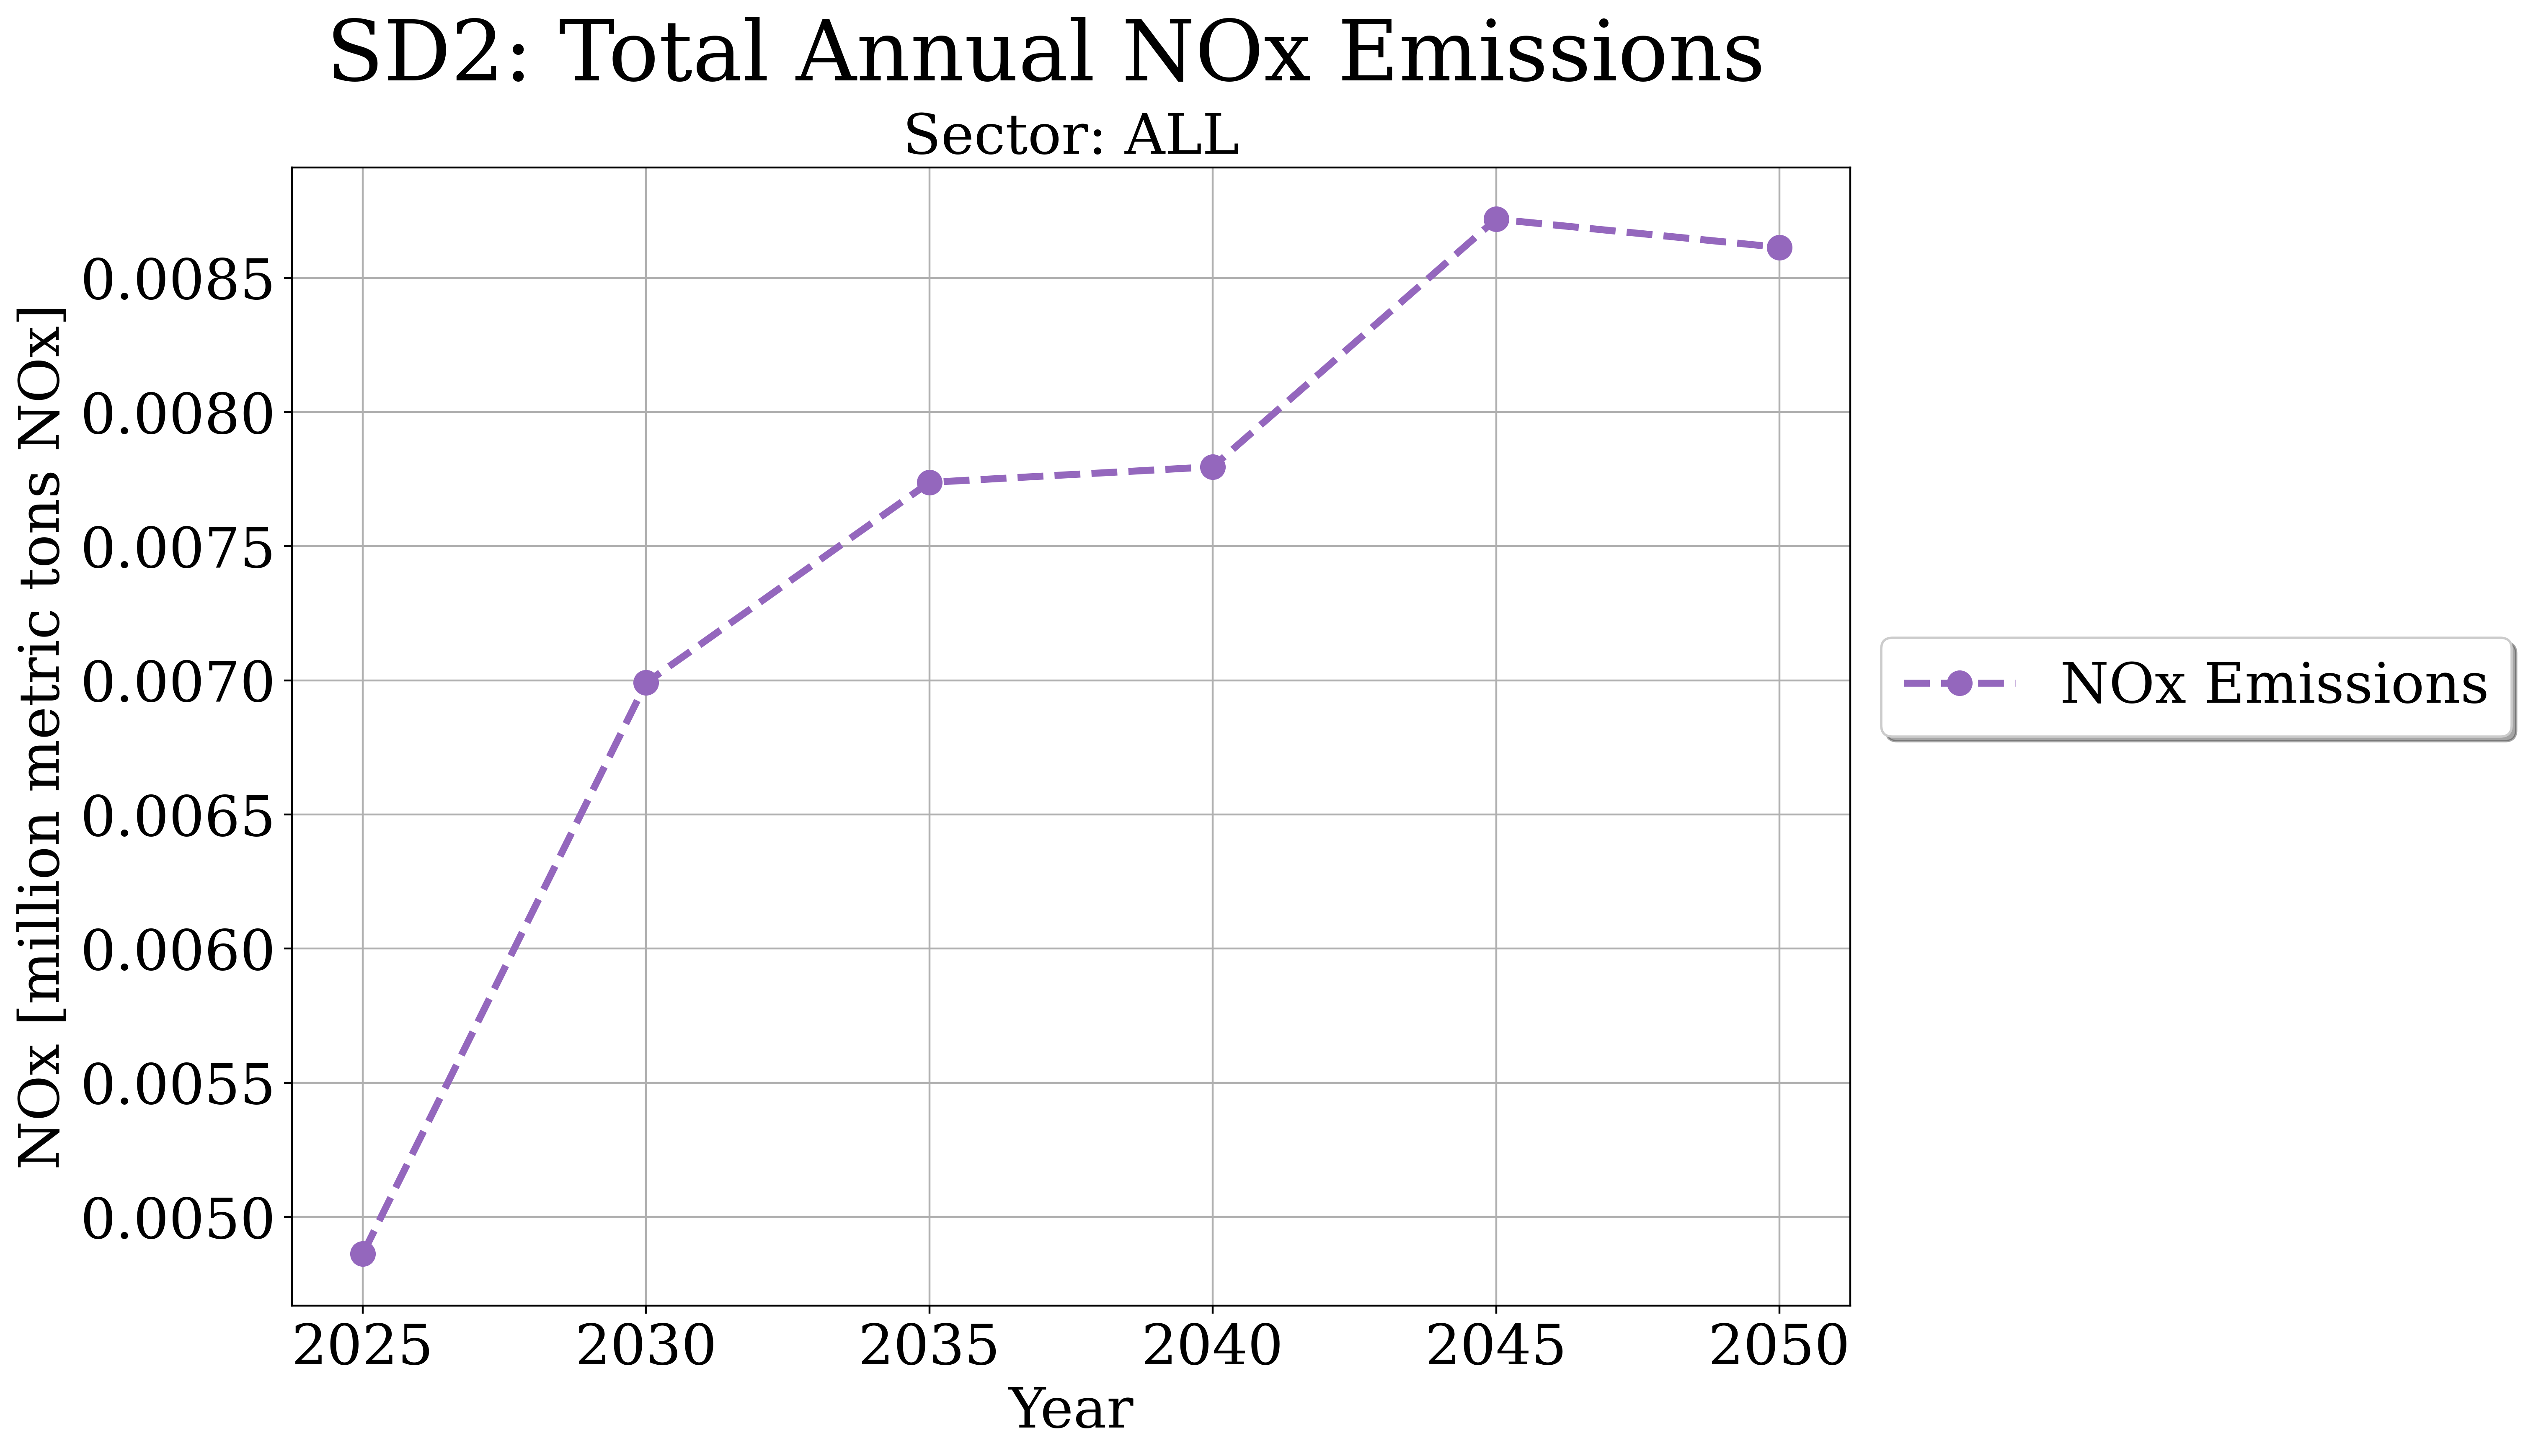 SD2: Total Annual NOx Emissions
Sector: ALL
NOx [million metric tons NOx]
0.0085
0.0080
0.0075
0.0070
0.0065
0.0060
0.0055
0.0050
2025 2030 2035 2040 2045 2050
Year
NOx Emissions